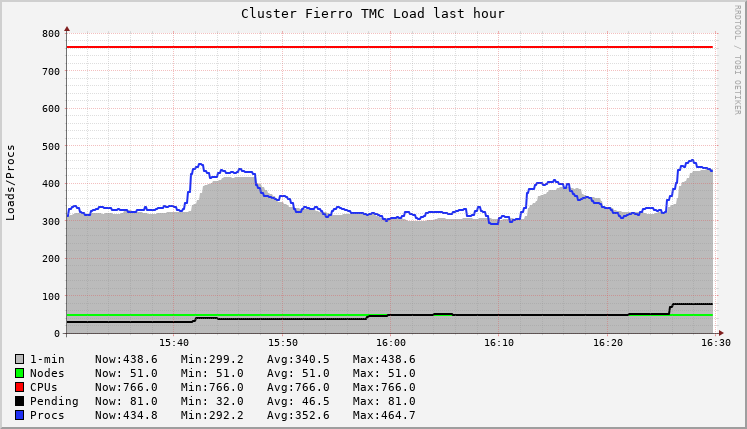 Cluster Fierro TMC Load last hour
RRDTOOL / TOBI OETIKER
Loads/Procs
800
700
600
500
400
300
200
100
0
15:40 15:50 16:00 16:10 16:20 16:30
1-min Now:438.6 Min:299.2 Avg:340.5 Max:438.6
Nodes Now: 51.0 Min: 51.0 Avg: 51.0 Max: 51.0
CPUs Now:766.0 Min:766.0 Avg:766.0 Max:766.0
Pending Now: 81.0 Min: 32.0 Avg: 46.5 Max: 81.0
Procs Now:434.8 Min:292.2 Avg:352.6 Max:464.7